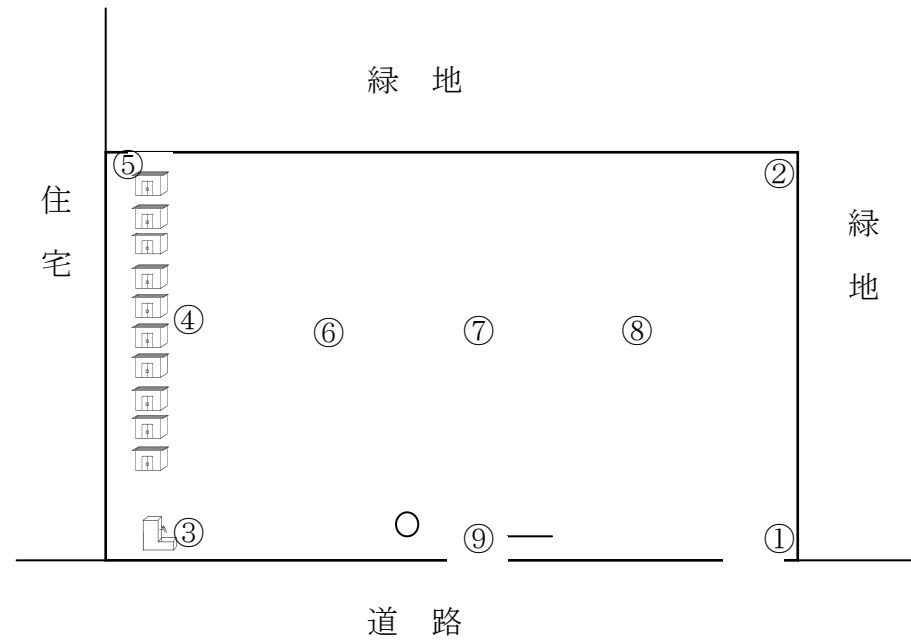 緑 地
⑤
②
住宅
緑地
④
⑥
⑦
⑧
③
⑨
①
道 路